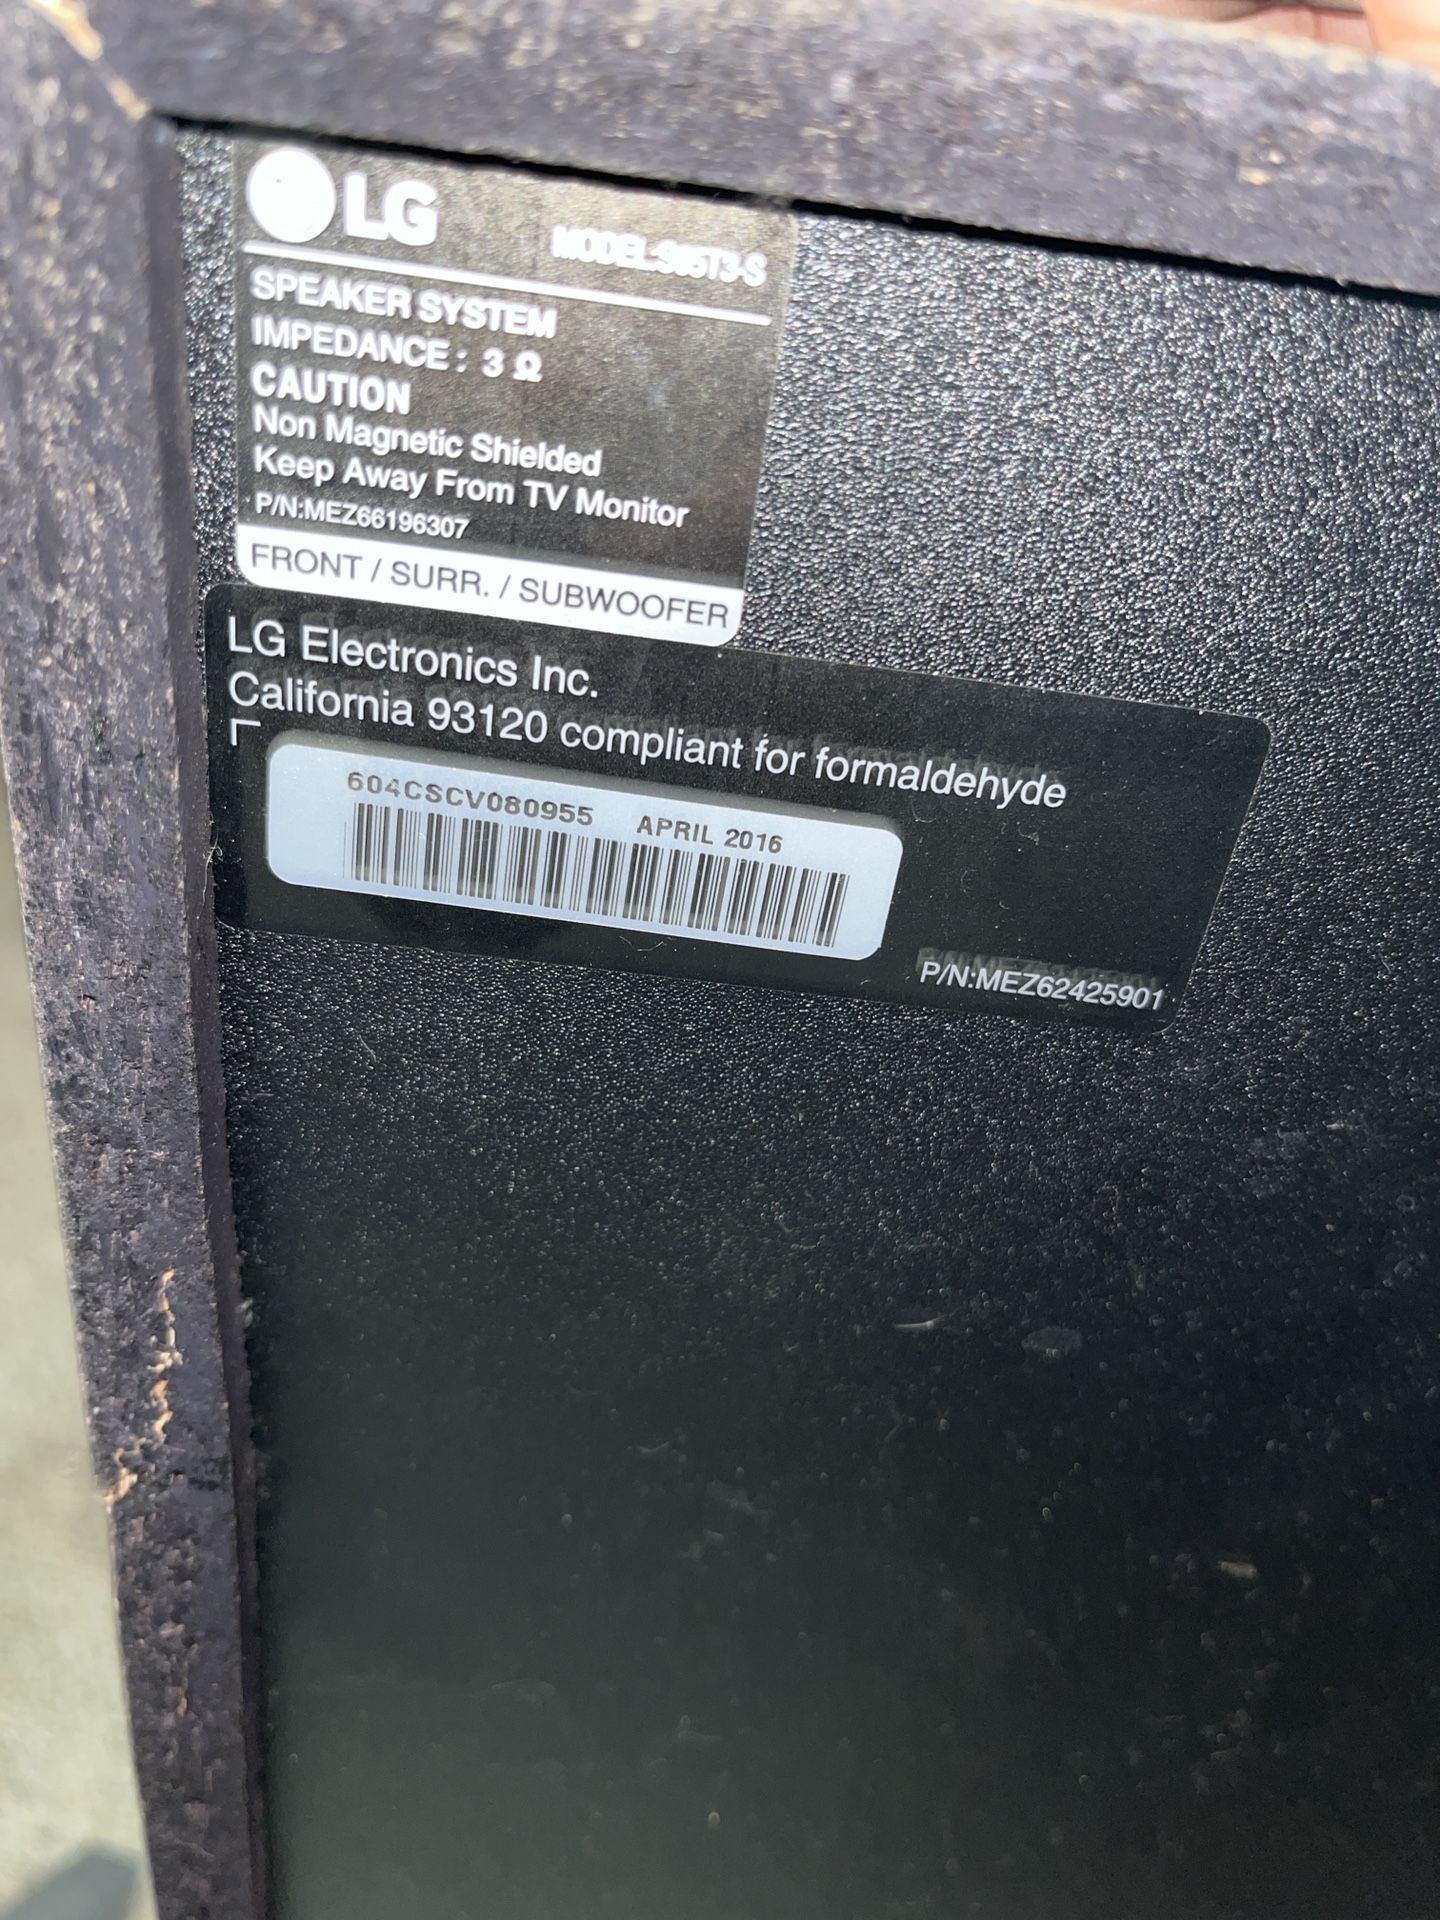 LG
SPEAKER SYSTEM
IMPEDANCE : 3 Ω
CAUTION
Non Magnetic Shielded
Keep Away From TV Monitor
P/N:MEZ66196307
FRONT / SURR. / SUBWOOFER
LG Electronics Inc.
California 93120 compliant for formaldehyde
604CSCV080955 APRIL 2016
P/N:MEZ62425901